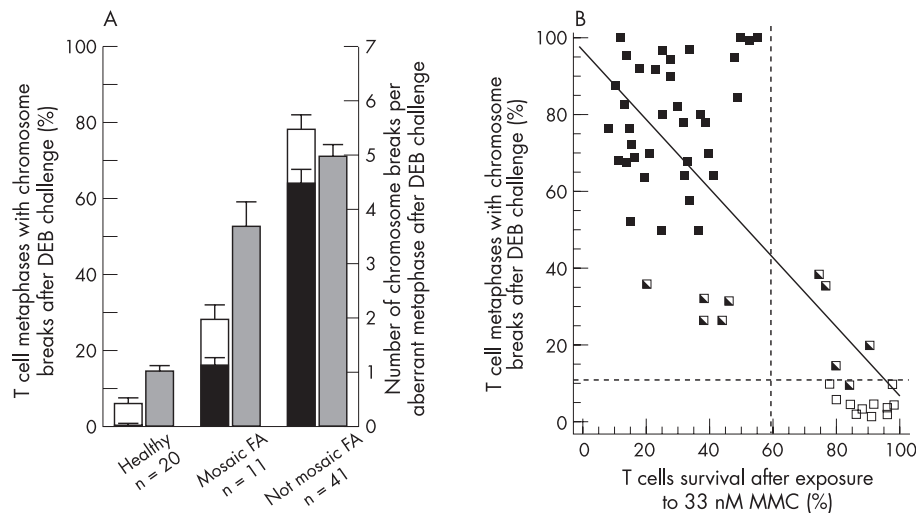 A
T cell metaphases with chromosome
breaks after DEB challenge (%)
100
80
60
40
20
0
7
6
5
4
3
2
1
0
Number of chromosome breaks per
aberrant metaphase after DEB challenge
Healthy
n = 20
Mosaic FA
n = 11
Not mosaic FA
n = 41
B
T cell metaphases with chromosome
breaks after DEB challenge (%)
100
80
60
40
20
0
0
20
40
60
80
100
T cells survival after exposure
to 33 nM MMC (%)